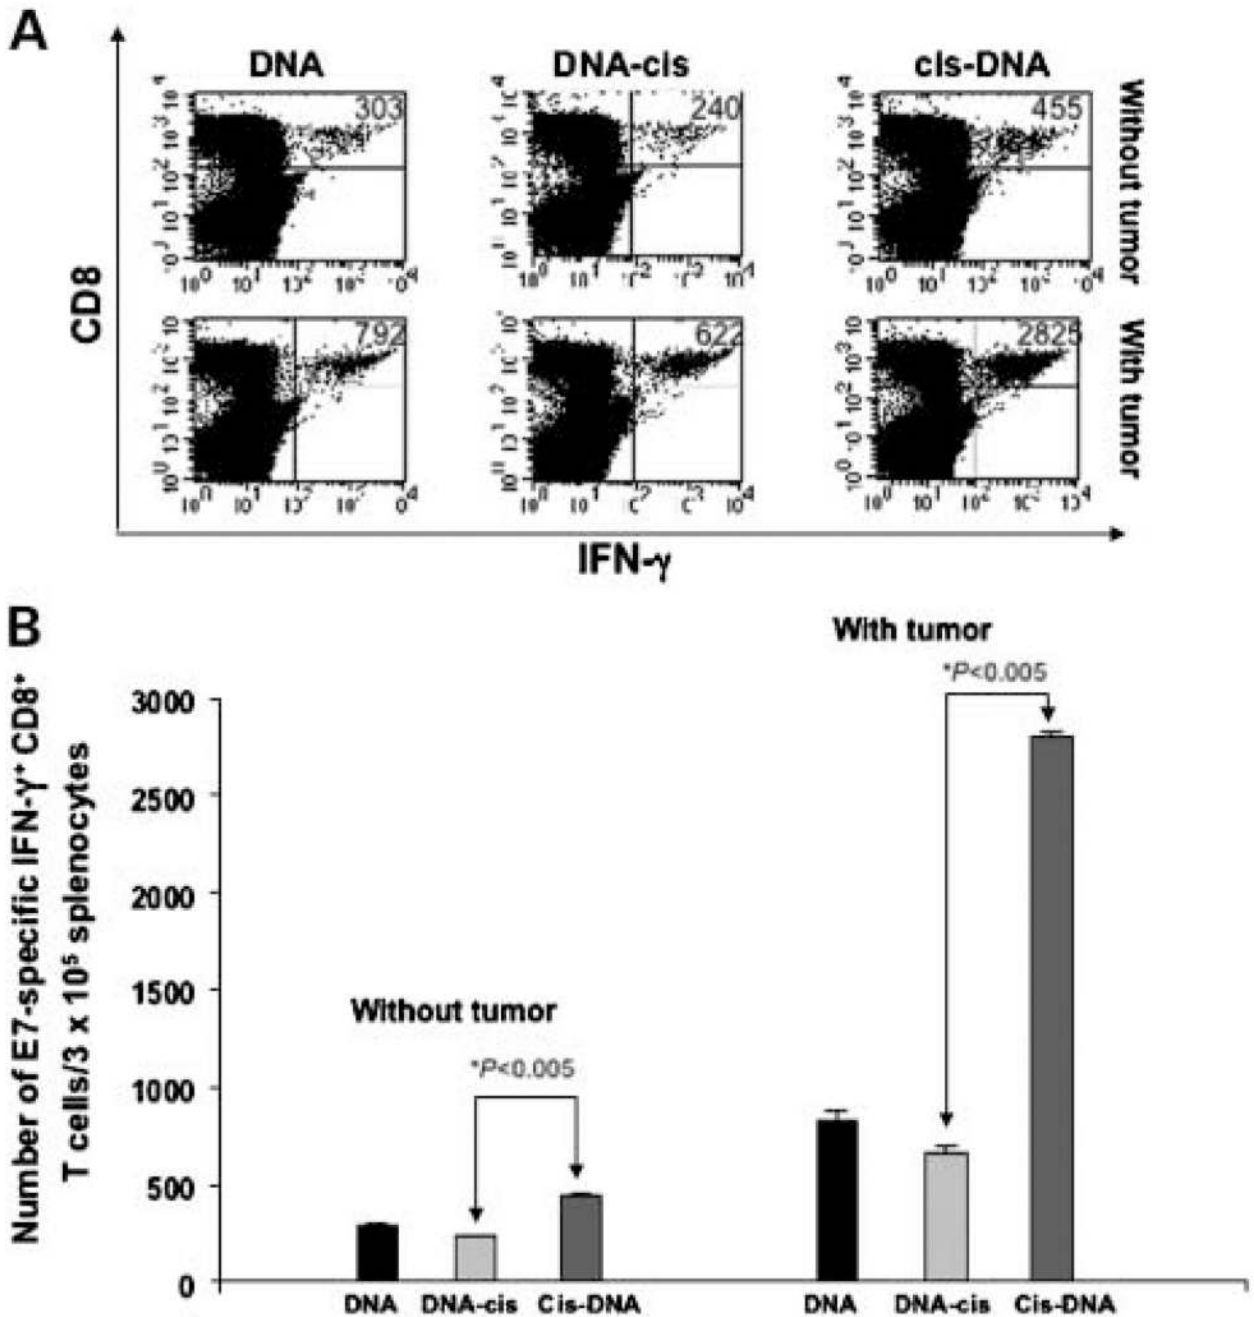 A
DNA
DNA-cis
cis-DNA
303
240
455
Without tumor
792
622
2825
With tumor
CD8
IFN-γ
B
Number of E7-specific IFN-γ⁺ CD8⁺
T cells/3 x 10⁵ splenocytes
3000
2500
2000
1500
1000
500
0
Without tumor
*P<0.005
With tumor
*P<0.005
DNA
DNA-cis
Cis-DNA
DNA
DNA-cis
Cis-DNA